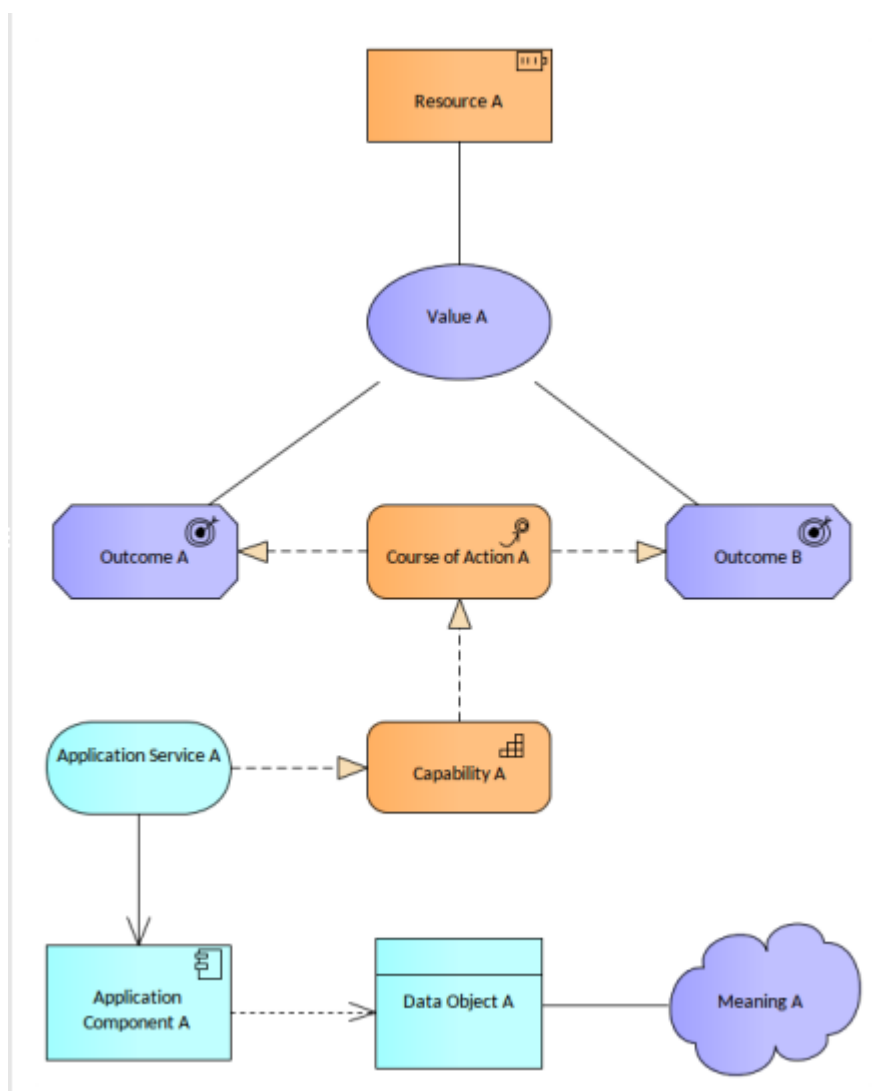 Resource A
Value A
Outcome A
Course of Action A
Outcome B
Application Service A
Capability A
Application
Component A
Data Object A
Meaning A